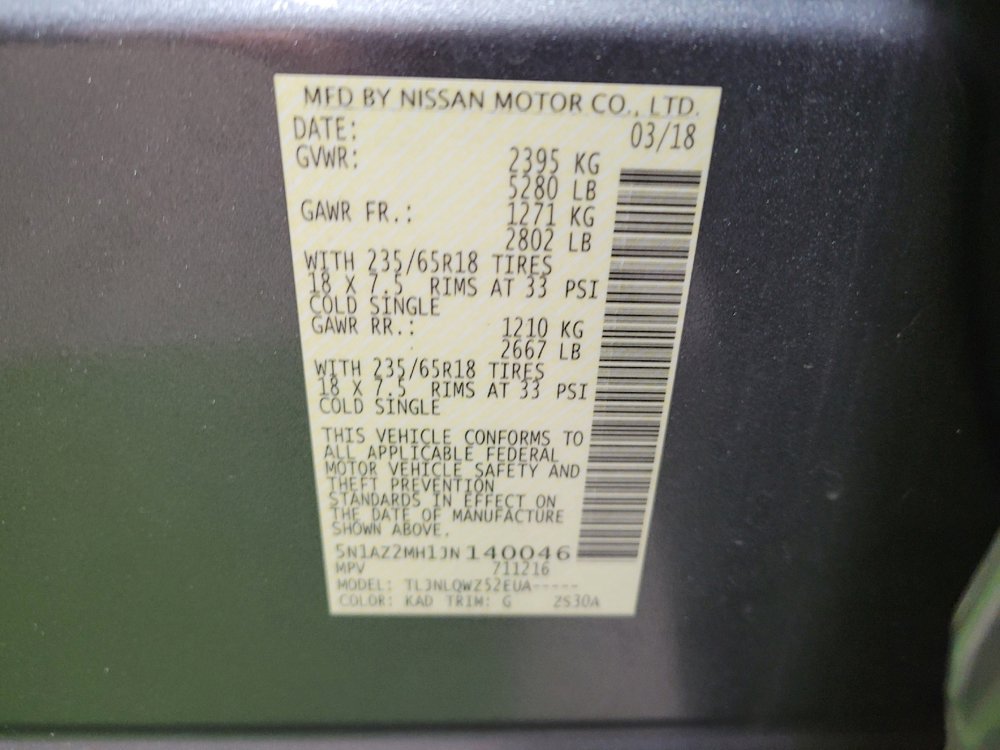 MFD BY NISSAN MOTOR CO., LTD.
DATE: 03/18
GVWR: 2395 KG
5280 LB
GAWR FR.: 1271 KG
2802 LB
WITH 235/65R18 TIRES
18 X 7.5 RIMS AT 33 PSI
COLD SINGLE
GAWR RR.: 1210 KG
2667 LB
WITH 235/65R18 TIRES
18 X 7.5 RIMS AT 33 PSI
COLD SINGLE
THIS VEHICLE CONFORMS TO
ALL APPLICABLE FEDERAL
MOTOR VEHICLE SAFETY AND
THEFT PREVENTION
STANDARDS IN EFFECT ON
THE DATE OF MANUFACTURE
SHOWN ABOVE.
5N1AZ2MH1JN140046
MPV 711216
MODEL: TLJNLQWZ52EUA-----
COLOR: KAD TRIM: G 2S30A